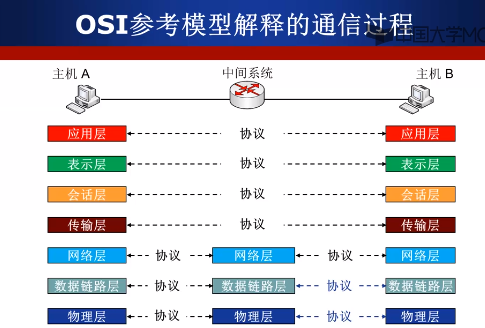 OSI参考模型解释的通信过程
中国大学MO
主机 A 中间系统 主机 B
应用层 协议 应用层
表示层 协议 表示层
会话层 协议 会话层
传输层 协议 传输层
网络层 协议 网络层 协议 网络层
数据链路层 协议 数据链路层 协议 数据链路层
物理层 协议 物理层 协议 物理层